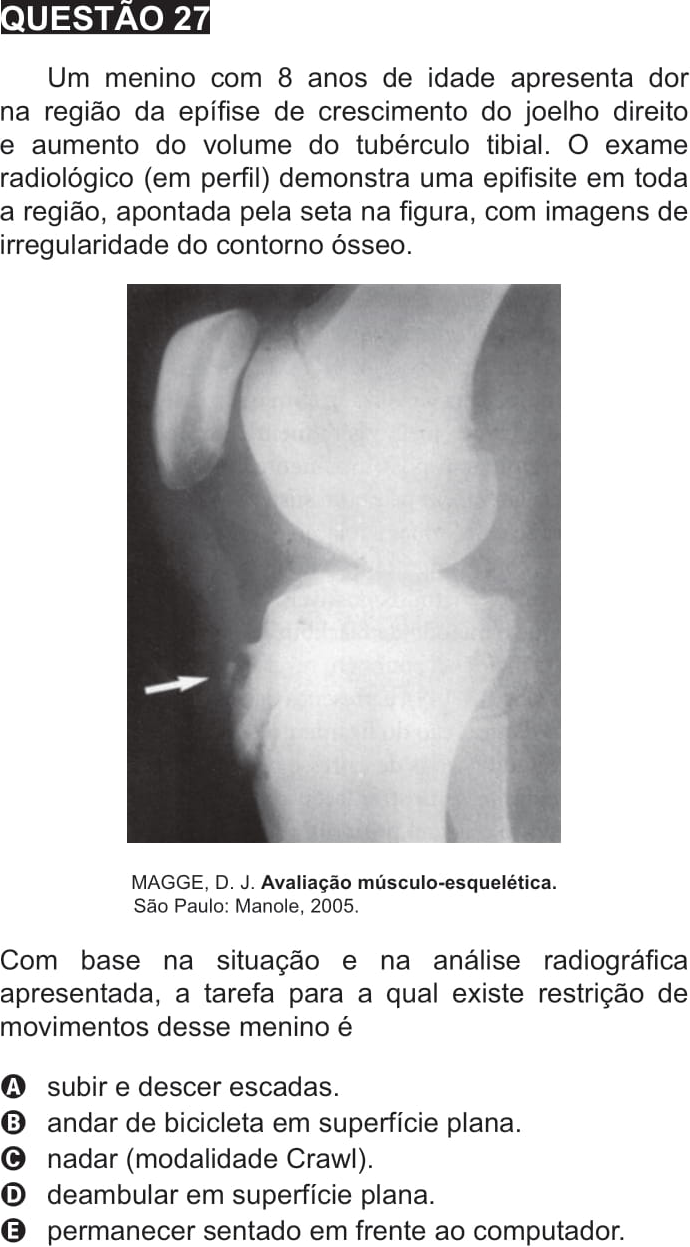 QUESTÃO 27
Um menino com 8 anos de idade apresenta dor
na região da epífise de crescimento do joelho direito
e aumento do volume do tubérculo tibial. O exame
radiológico (em perfil) demonstra uma epifisite em toda
a região, apontada pela seta na figura, com imagens de
irregularidade do contorno ósseo.
MAGGE, D. J. Avaliação músculo-esquelética.
São Paulo: Manole, 2005.
Com base na situação e na análise radiográfica
apresentada, a tarefa para a qual existe restrição de
movimentos desse menino é
A subir e descer escadas.
B andar de bicicleta em superfície plana.
C nadar (modalidade Crawl).
D deambular em superfície plana.
E permanecer sentado em frente ao computador.